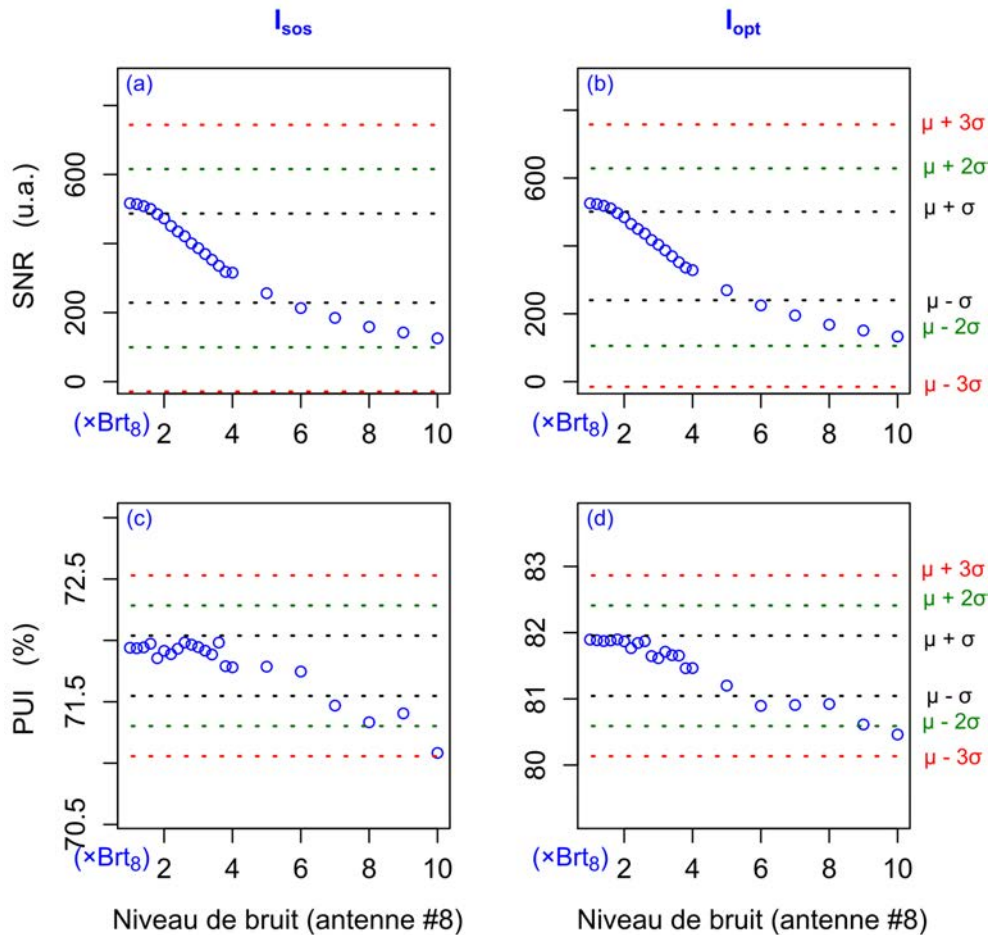 I_sos I_opt
(a) (b)
SNR (u.a.)
600
200
0
600
200
0
μ + 3σ
μ + 2σ
μ + σ
μ - σ
μ - 2σ
μ - 3σ
(×Brt₈) 2 4 6 8 10
(×Brt₈) 2 4 6 8 10
(c) (d)
PUI (%)
72.5
71.5
70.5
83
82
81
80
μ + 3σ
μ + 2σ
μ + σ
μ - σ
μ - 2σ
μ - 3σ
(×Brt₈) 2 4 6 8 10
(×Brt₈) 2 4 6 8 10
Niveau de bruit (antenne #8)
Niveau de bruit (antenne #8)